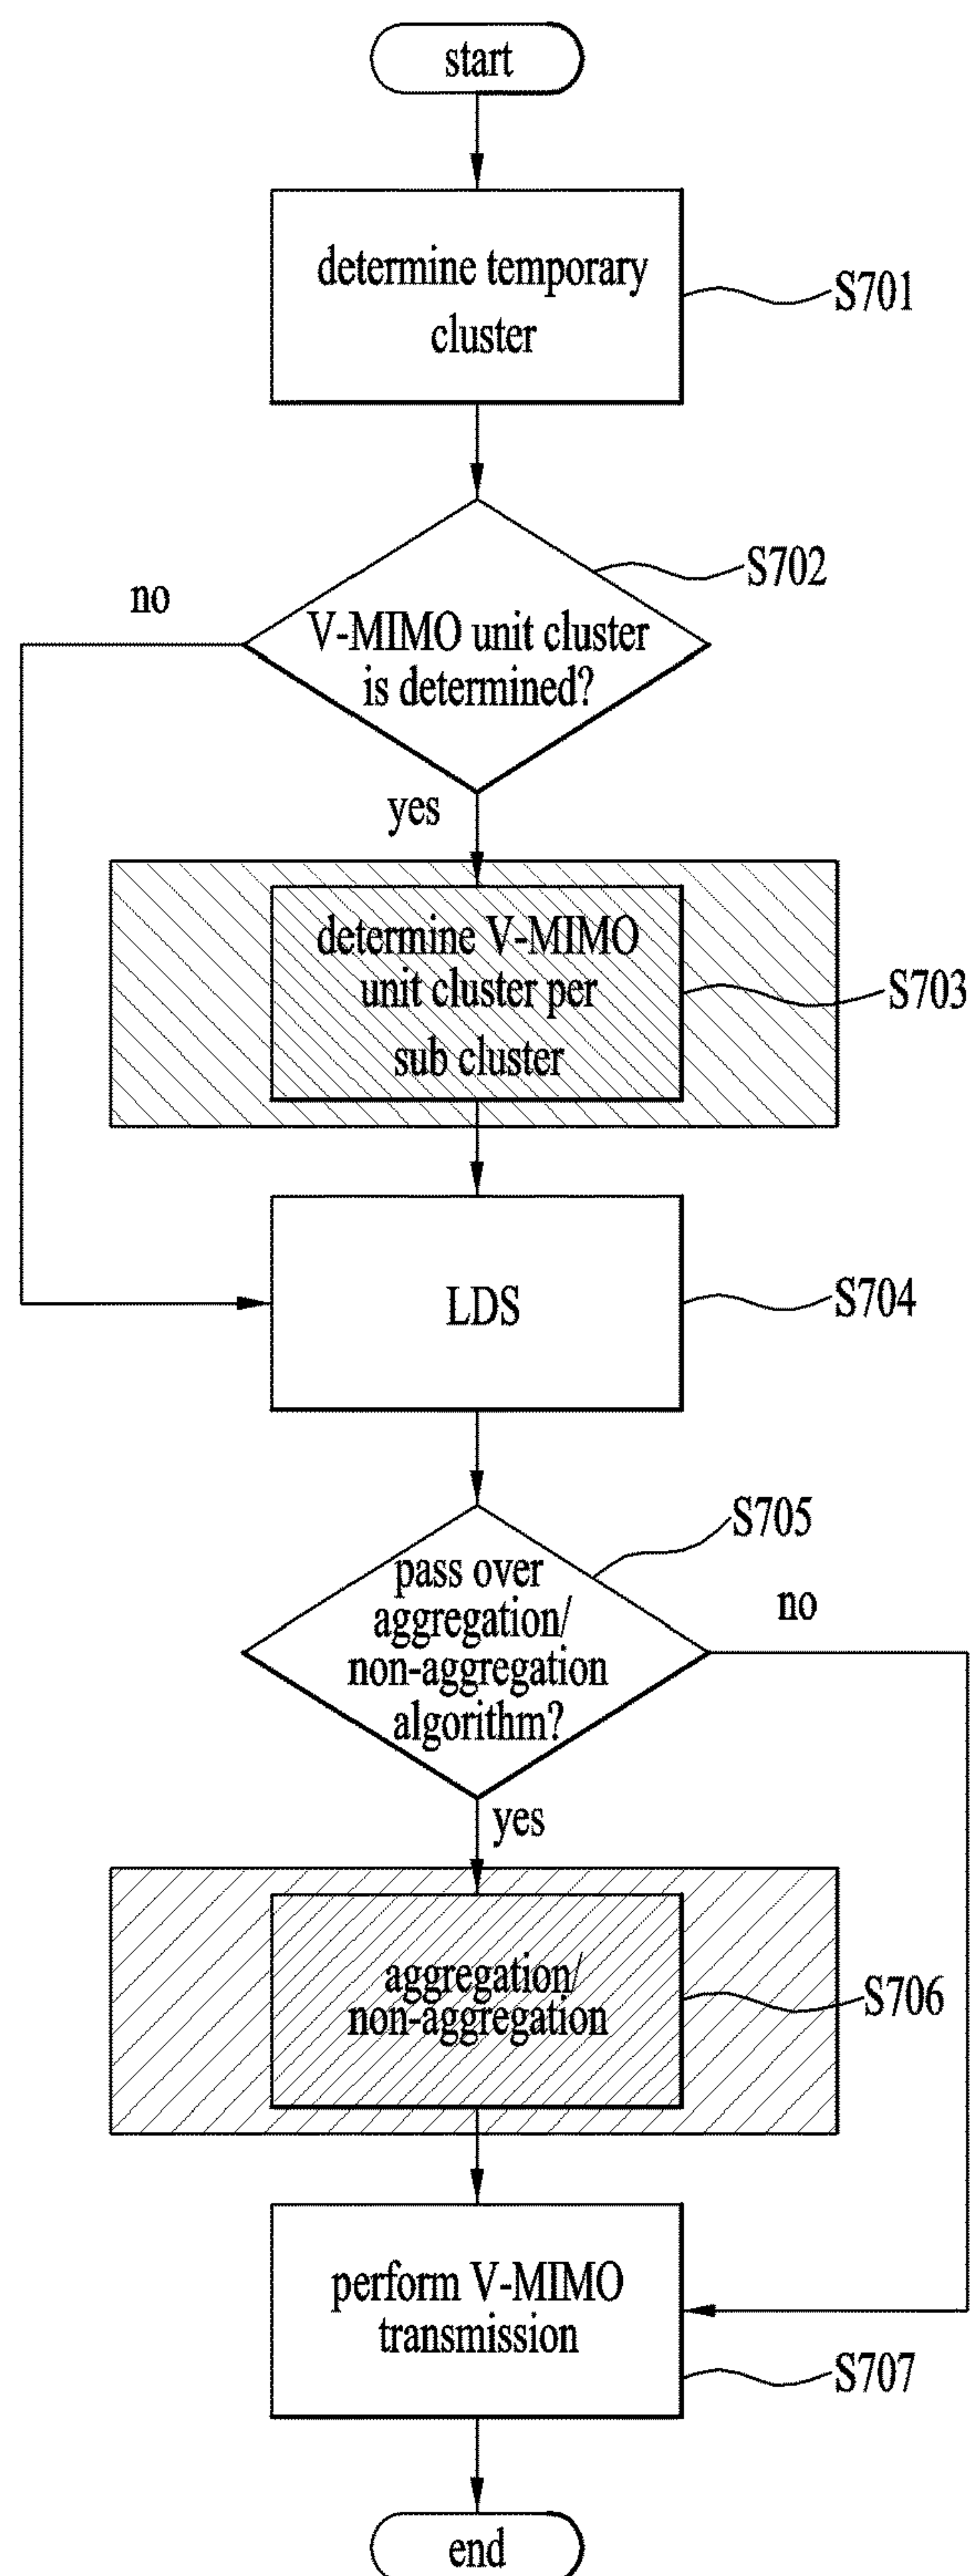 start
determine temporary
cluster
S701
S702
no
V-MIMO unit cluster
is determined?
yes
determine V-MIMO
unit cluster per
sub cluster
S703
LDS
S704
S705
pass over
aggregation/
non-aggregation
algorithm?
no
yes
aggregation/
non-aggregation
S706
perform V-MIMO
transmission
S707
end